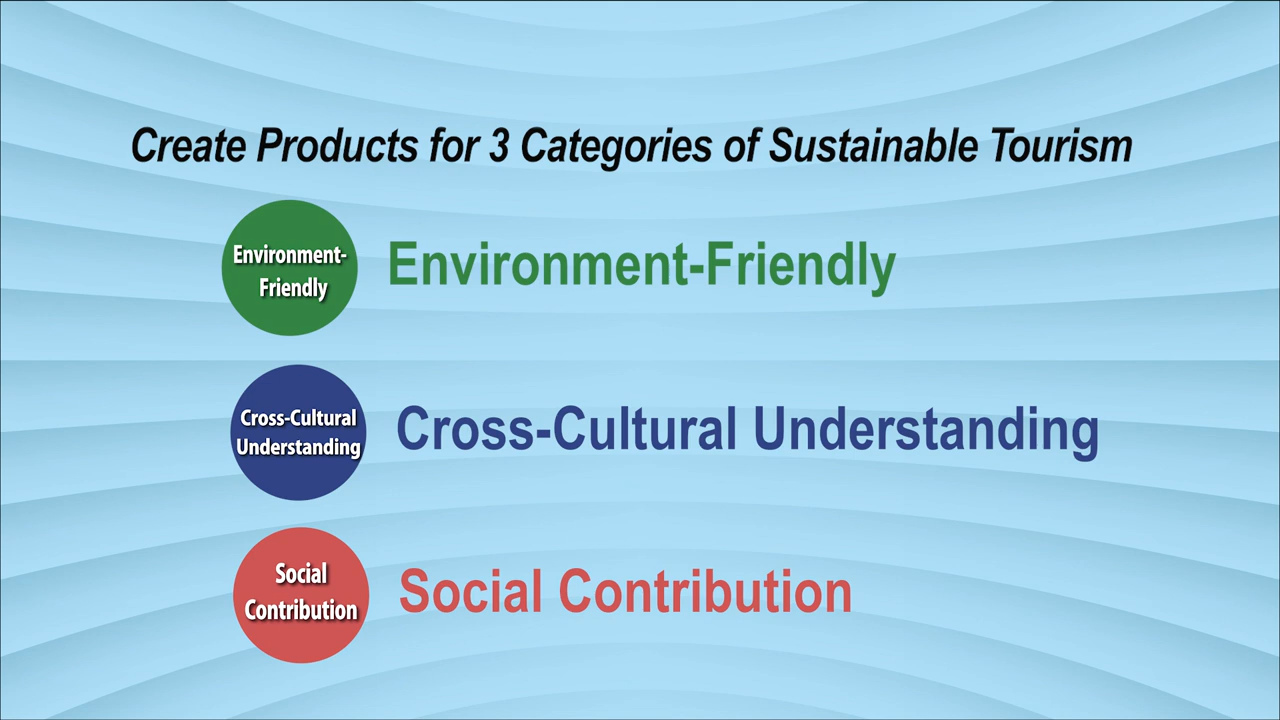 Create Products for 3 Categories of Sustainable Tourism
Environment-
Friendly
Environment-Friendly
Cross-Cultural
Understanding
Cross-Cultural Understanding
Social
Contribution
Social Contribution